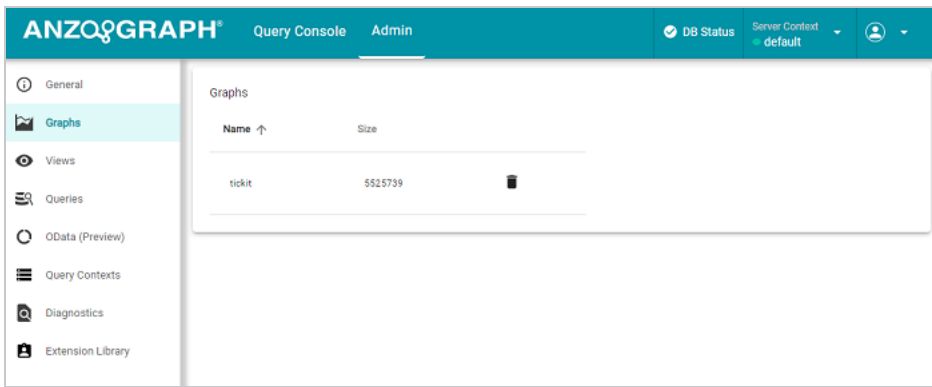 ANZOGRAPH® Query Console Admin DB Status Server Context
default
General
Graphs
Views
Queries
OData (Preview)
Query Contexts
Diagnostics
Extension Library
Graphs
Name ↑ Size
tickit 5525739